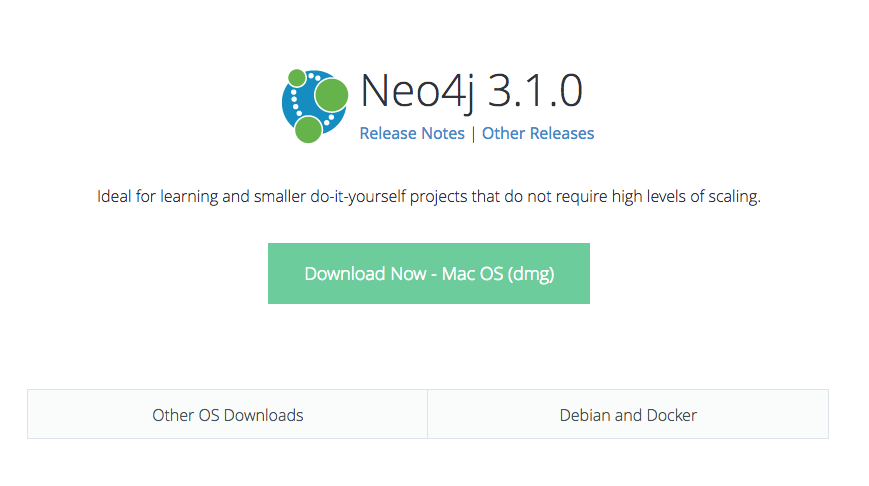 Neo4j 3.1.0
Release Notes | Other Releases
Ideal for learning and smaller do-it-yourself projects that do not require high levels of scaling.
Download Now - Mac OS (dmg)
Other OS Downloads
Debian and Docker